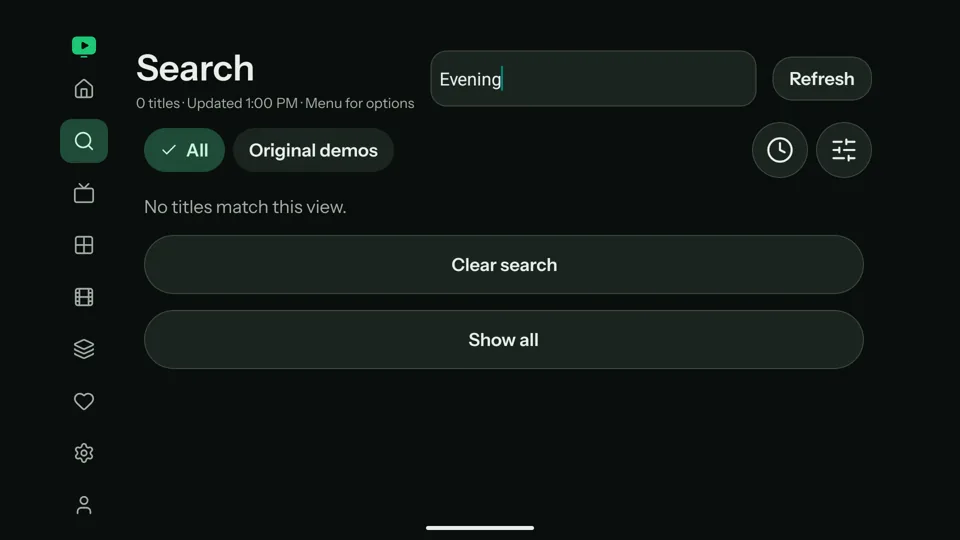 Search
0 titles · Updated 1:00 PM · Menu for options
Evening
Refresh
All
Original demos
No titles match this view.
Clear search
Show all